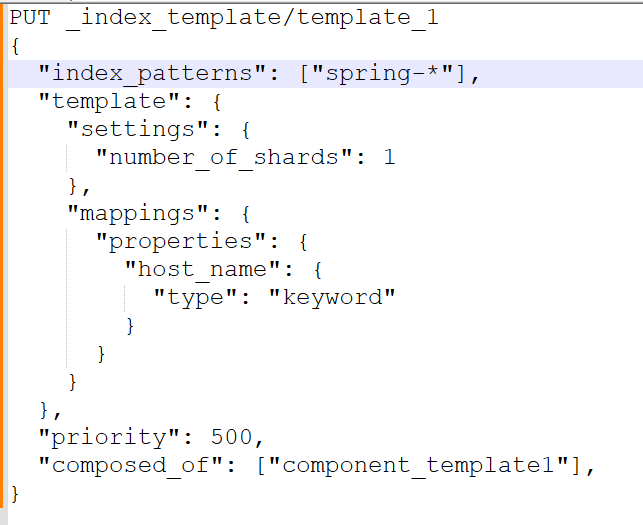 PUT _index_template/template_1
{
  "index_patterns": ["spring-*"],
  "template": {
    "settings": {
      "number_of_shards": 1
    },
    "mappings": {
      "properties": {
        "host_name": {
          "type": "keyword"
        }
      }
    }
  },
  "priority": 500,
  "composed_of": ["component_template1"],
}